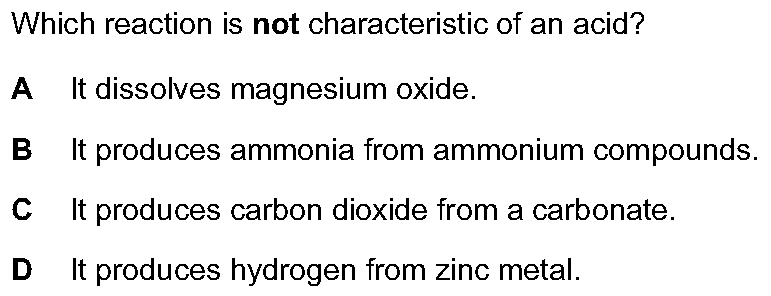 Which reaction is not characteristic of an acid?
A It dissolves magnesium oxide.
B It produces ammonia from ammonium compounds.
C It produces carbon dioxide from a carbonate.
D It produces hydrogen from zinc metal.